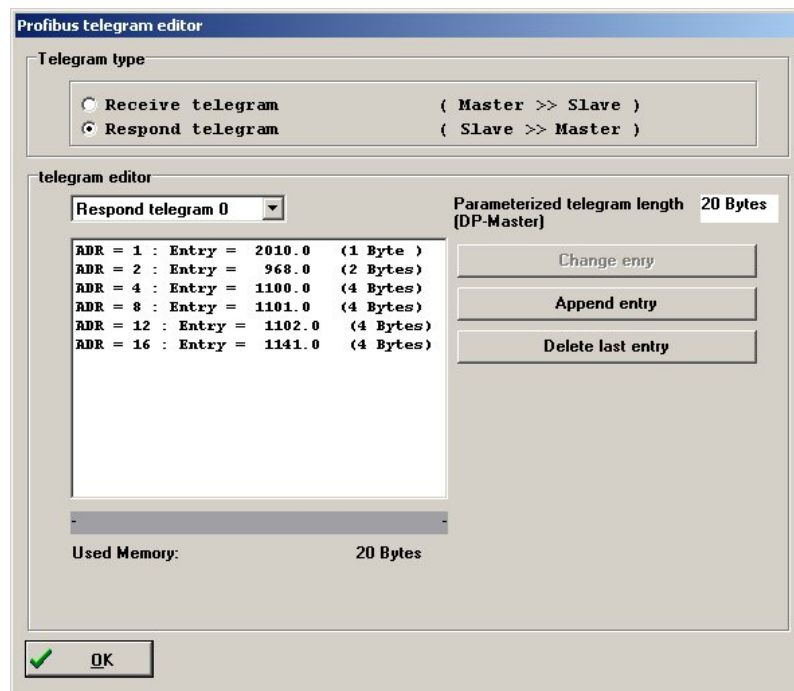 Profibus telegram editor
Telegram type
Receive telegram ( Master >> Slave )
Respond telegram ( Slave >> Master )
telegram editor
Respond telegram 0
Parameterized telegram length 20 Bytes
(DP-Master)
ADR = 1 : Entry = 2010.0 (1 Byte )
ADR = 2 : Entry = 968.0 (2 Bytes)
ADR = 4 : Entry = 1100.0 (4 Bytes)
ADR = 8 : Entry = 1101.0 (4 Bytes)
ADR = 12 : Entry = 1102.0 (4 Bytes)
ADR = 16 : Entry = 1141.0 (4 Bytes)
Change enry
Append entry
Delete last entry
- -
Used Memory: 20 Bytes
OK